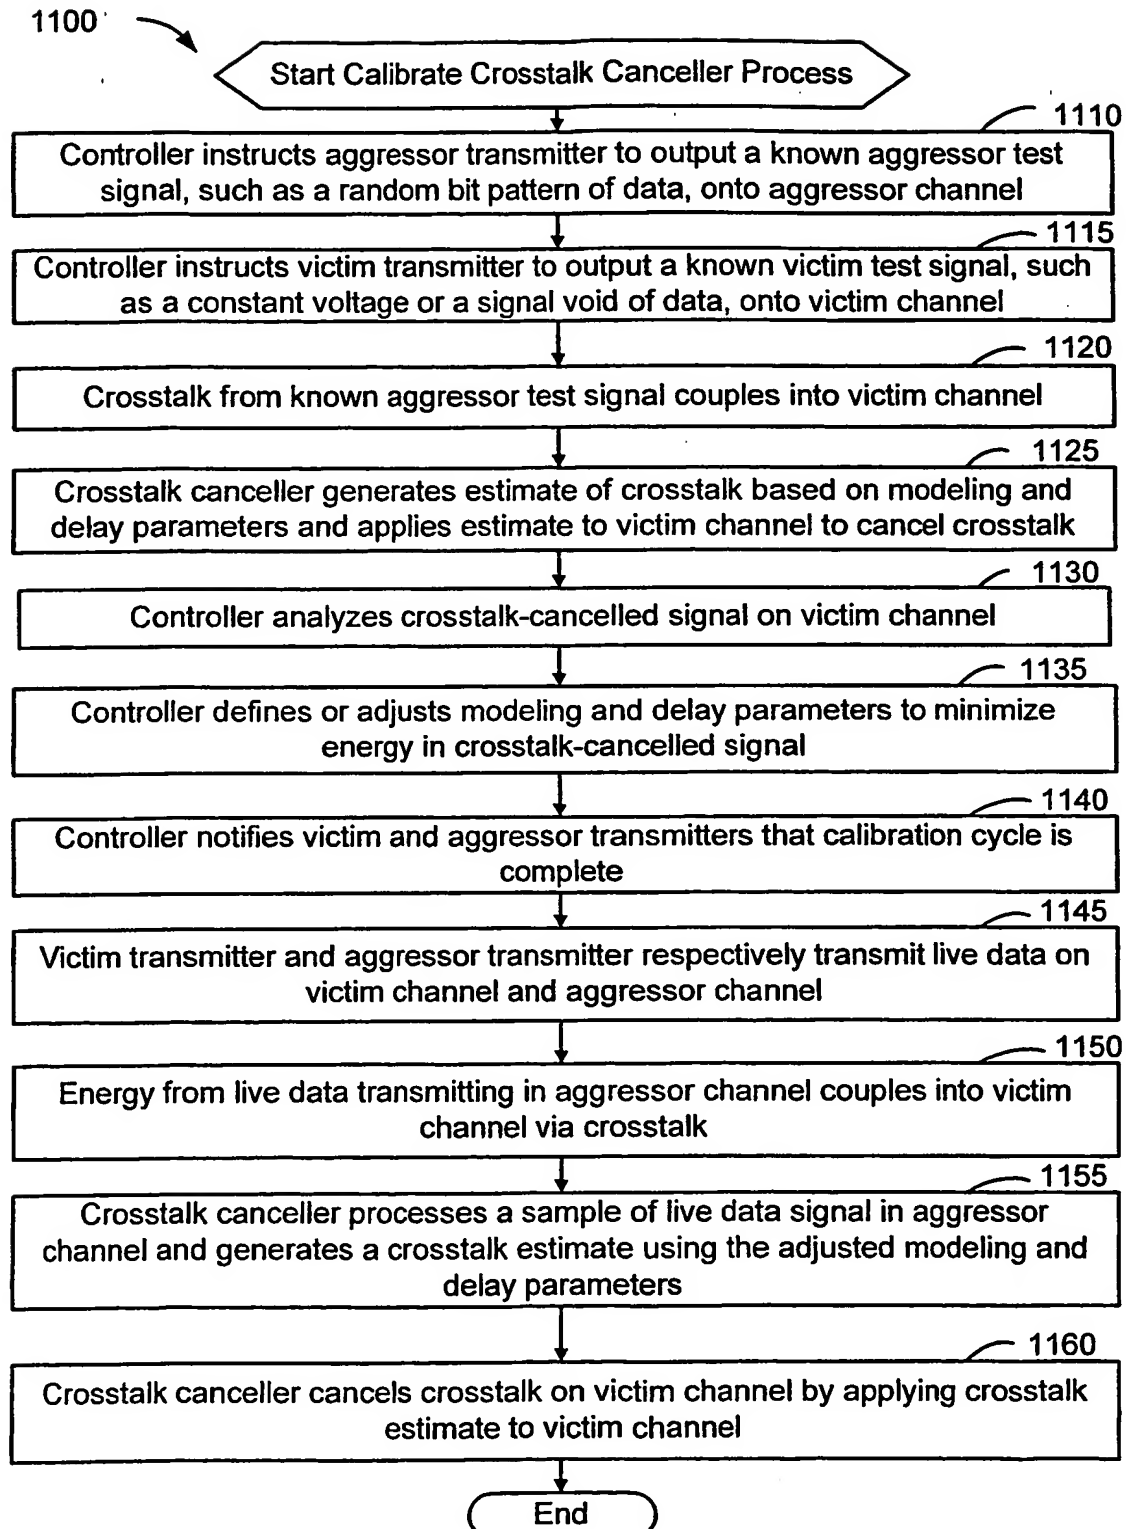 1100
Start Calibrate Crosstalk Canceller Process
1110
Controller instructs aggressor transmitter to output a known aggressor test
signal, such as a random bit pattern of data, onto aggressor channel
1115
Controller instructs victim transmitter to output a known victim test signal, such
as a constant voltage or a signal void of data, onto victim channel
1120
Crosstalk from known aggressor test signal couples into victim channel
1125
Crosstalk canceller generates estimate of crosstalk based on modeling and
delay parameters and applies estimate to victim channel to cancel crosstalk
1130
Controller analyzes crosstalk-cancelled signal on victim channel
1135
Controller defines or adjusts modeling and delay parameters to minimize
energy in crosstalk-cancelled signal
1140
Controller notifies victim and aggressor transmitters that calibration cycle is
complete
1145
Victim transmitter and aggressor transmitter respectively transmit live data on
victim channel and aggressor channel
1150
Energy from live data transmitting in aggressor channel couples into victim
channel via crosstalk
1155
Crosstalk canceller processes a sample of live data signal in aggressor
channel and generates a crosstalk estimate using the adjusted modeling and
delay parameters
1160
Crosstalk canceller cancels crosstalk on victim channel by applying crosstalk
estimate to victim channel
End